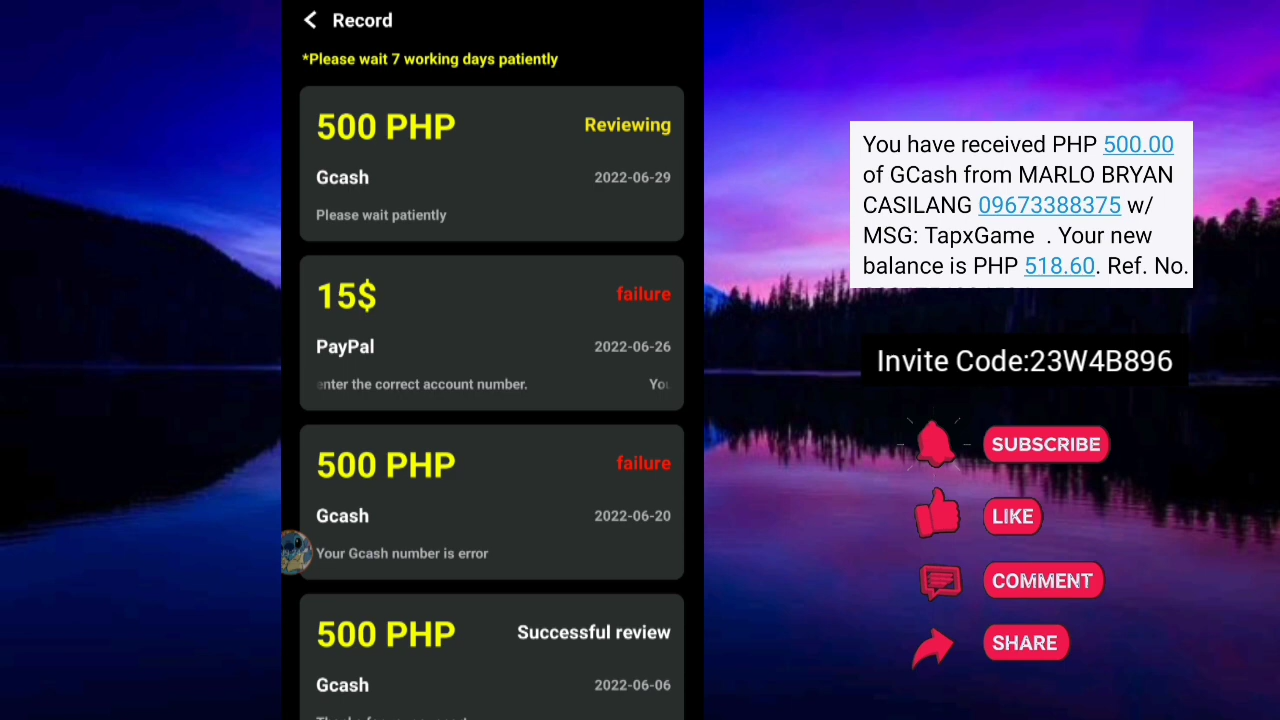 Record
*Please wait 7 working days patiently
500 PHP
Reviewing
Gcash
2022-06-29
Please wait patiently
15$
failure
PayPal
2022-06-26
enter the correct account number.
500 PHP
failure
Gcash
2022-06-20
Your Gcash number is error
500 PHP
Successful review
Gcash
2022-06-06
You have received PHP 500.00
of GCash from MARLO BRYAN
CASILANG 09673388375 w/
MSG: TapxGame . Your new
balance is PHP 518.60. Ref. No.
Invite Code:23W4B896
SUBSCRIBE
LIKE
COMMENT
SHARE